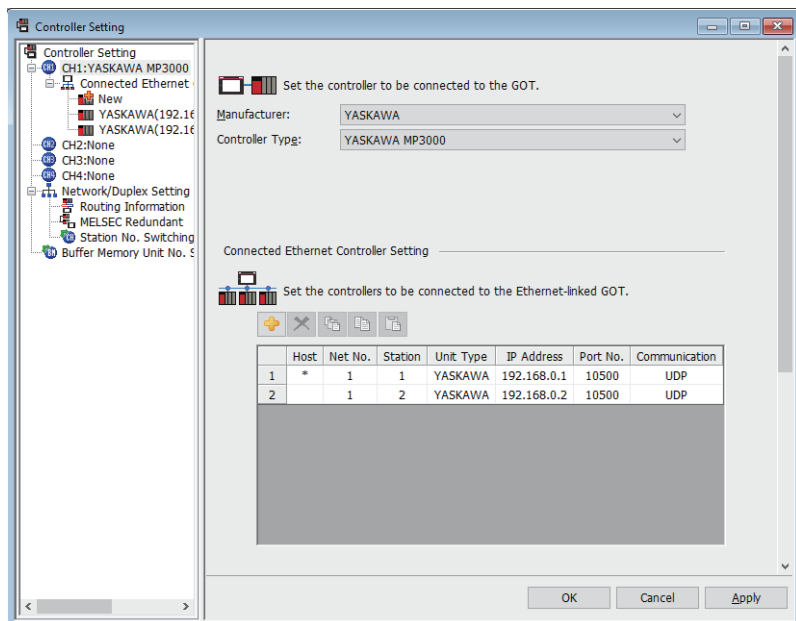 Controller Setting
Controller Setting
CH1:YASKAWA MP3000
Connected Ethernet
New
YASKAWA(192.16
YASKAWA(192.16
CH2:None
CH3:None
CH4:None
Network/Duplex Setting
Routing Information
MELSEC Redundant
Station No. Switching
Buffer Memory Unit No. S
Set the controller to be connected to the GOT.
Manufacturer: YASKAWA
Controller Type: YASKAWA MP3000
Connected Ethernet Controller Setting
Set the controllers to be connected to the Ethernet-linked GOT.
Host Net No. Station Unit Type IP Address Port No. Communication
1 * 1 1 YASKAWA 192.168.0.1 10500 UDP
2 1 2 YASKAWA 192.168.0.2 10500 UDP
OK Cancel Apply